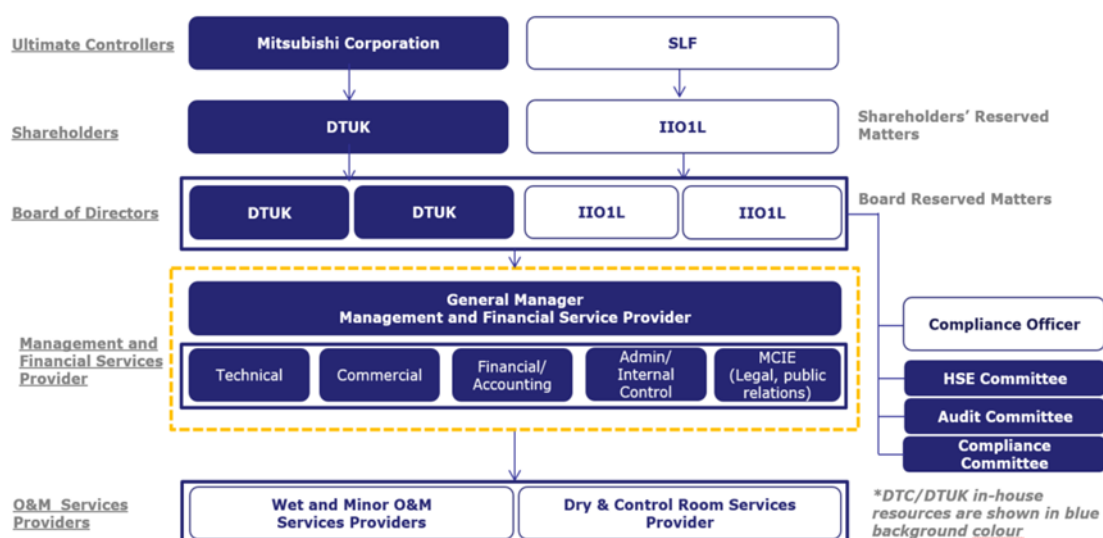 Ultimate Controllers
Mitsubishi Corporation
SLF
Shareholders
DTUK
IIO1L
Shareholders' Reserved
Matters
Board of Directors
DTUK
DTUK
IIO1L
IIO1L
Board Reserved Matters
Management and
Financial Services
Provider
General Manager
Management and Financial Service Provider
Technical
Commercial
Financial/
Accounting
Admin/
Internal
Control
MCIE
(Legal, public
relations)
Compliance Officer
HSE Committee
Audit Committee
Compliance
Committee
O&M  Services
Providers
Wet and Minor O&M
Services Providers
Dry & Control Room Services
Provider
*DTC/DTUK in-house
resources are shown in blue
background colour